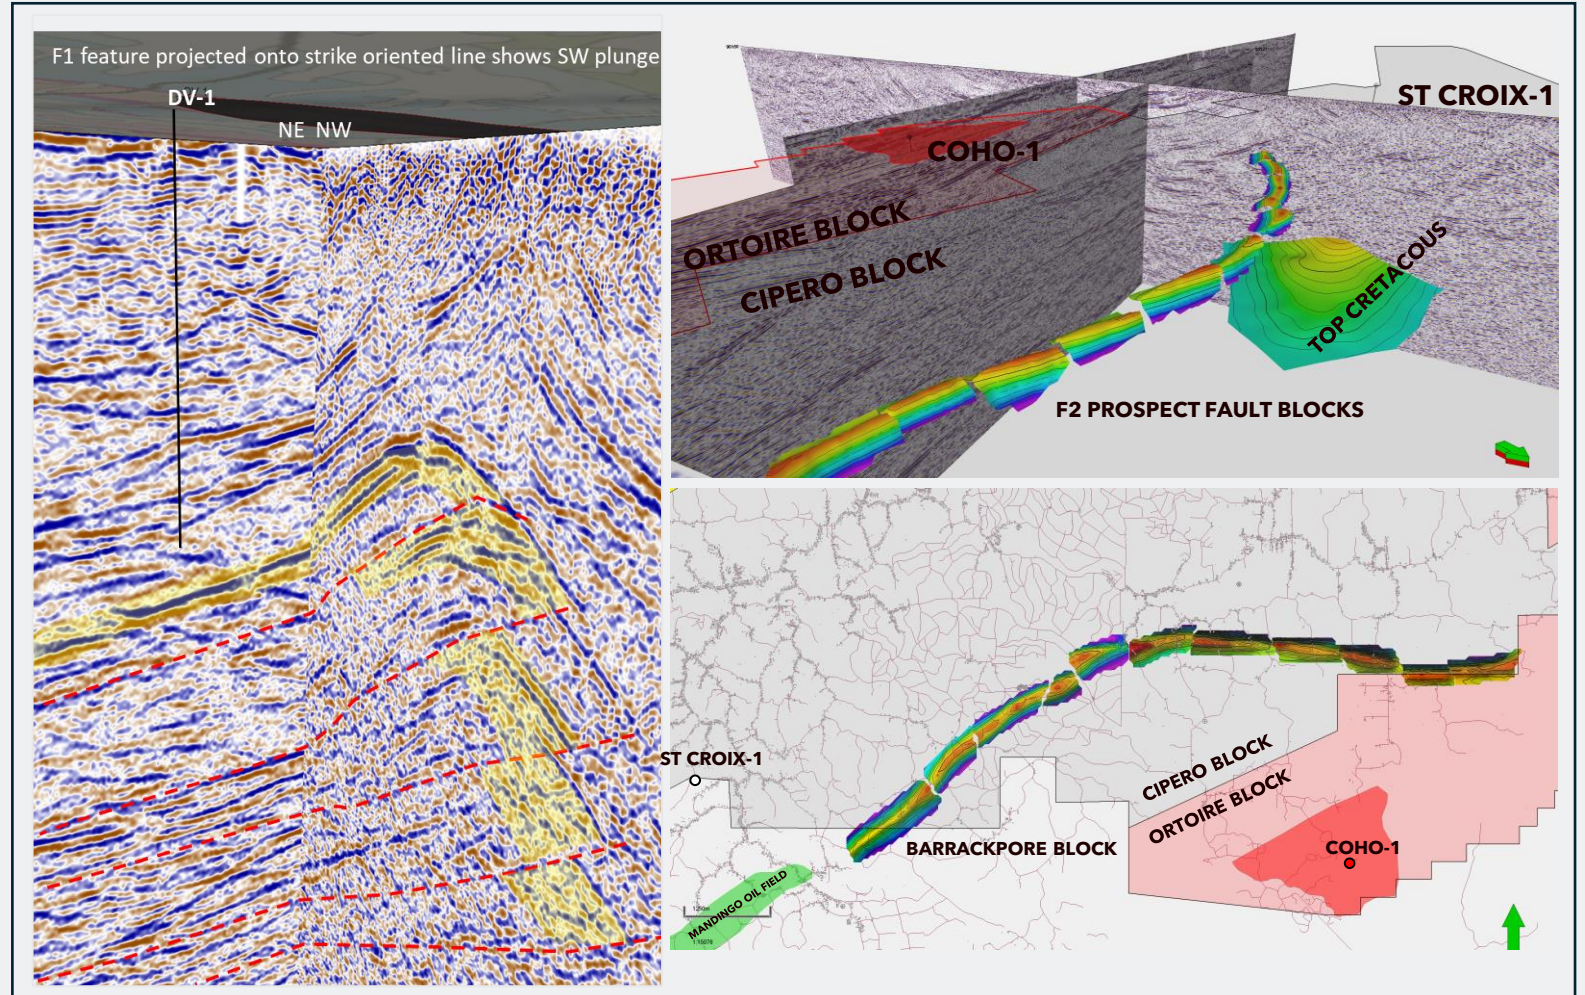 F1 feature projected onto strike oriented line shows SW plunge
DV-1
NE NW
ST CROIX-1
COHO-1
ORTOIRE BLOCK
CIPERO BLOCK
TOP CRETACOUS
F2 PROSPECT FAULT BLOCKS
ST CROIX-1
CIPERO BLOCK
ORTOIRE BLOCK
BARRACKPORE BLOCK
COHO-1
MANDINGO OIL FIELD